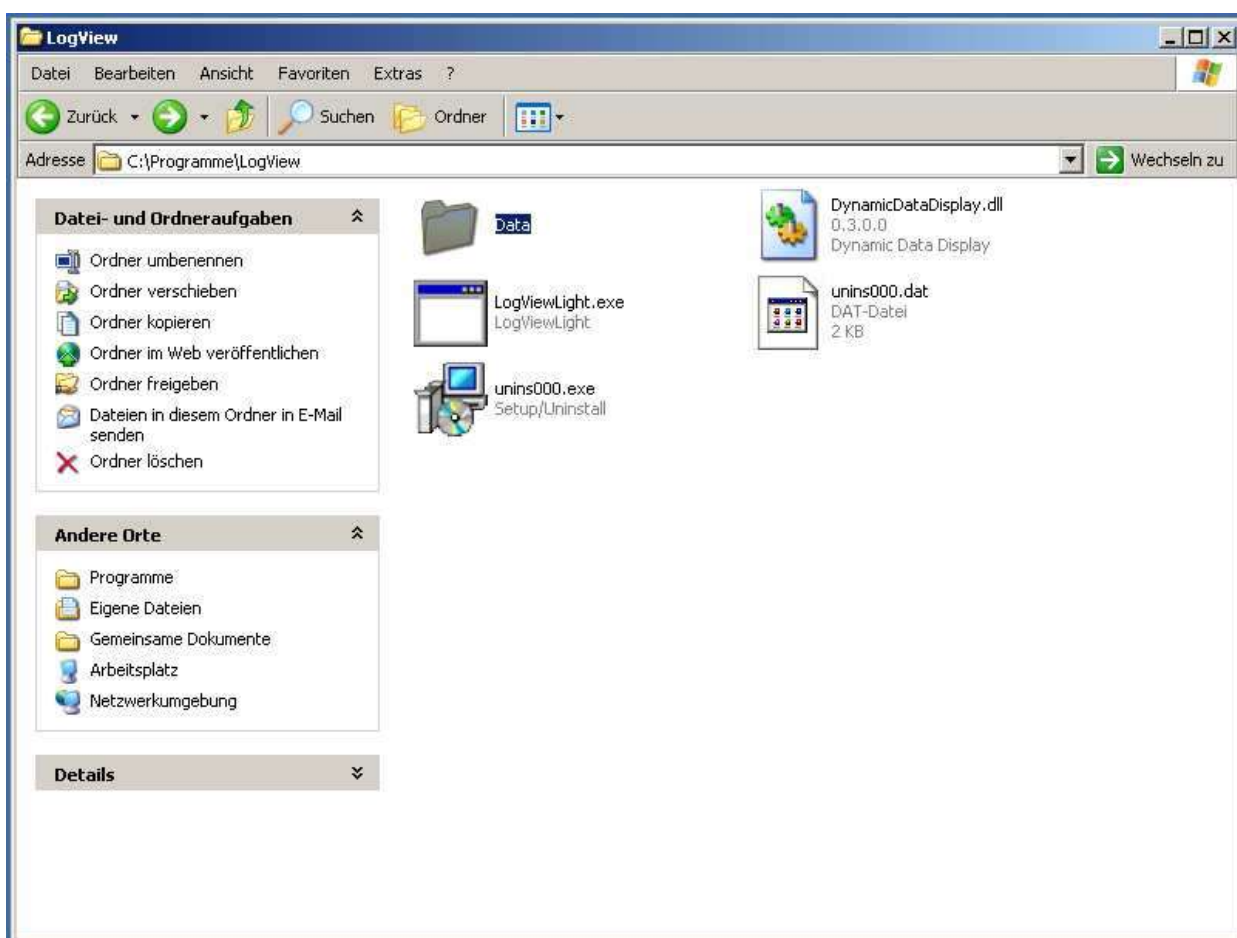 LogView
Datei Bearbeiten Ansicht Favoriten Extras ?
Zurück Suchen Ordner
Adresse C:\Programme\LogView Wechseln zu
Datei- und Ordneraufgaben
Ordner umbenennen
Ordner verschieben
Ordner kopieren
Ordner im Web veröffentlichen
Ordner freigeben
Dateien in diesem Ordner in E-Mail
senden
Ordner löschen
Andere Orte
Programme
Eigene Dateien
Gemeinsame Dokumente
Arbeitsplatz
Netzwerkumgebung
Details
Data
DynamicDataDisplay.dll
0.3.0.0
Dynamic Data Display
LogViewLight.exe
LogViewLight
unins000.dat
DAT-Datei
2 KB
unins000.exe
Setup/Uninstall